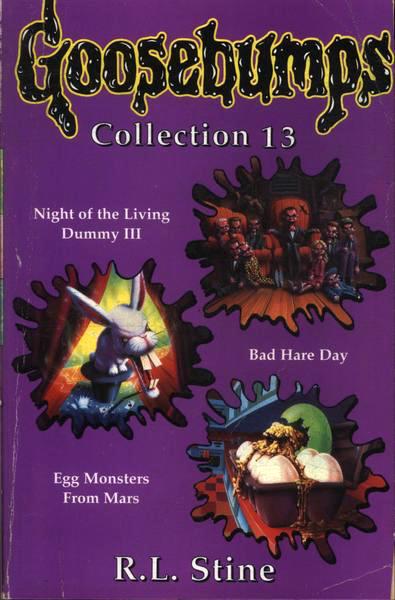 Goosebumps
Collection 13
Night of the Living
Dummy III
Bad Hare Day
Egg Monsters
From Mars
R.L. Stine